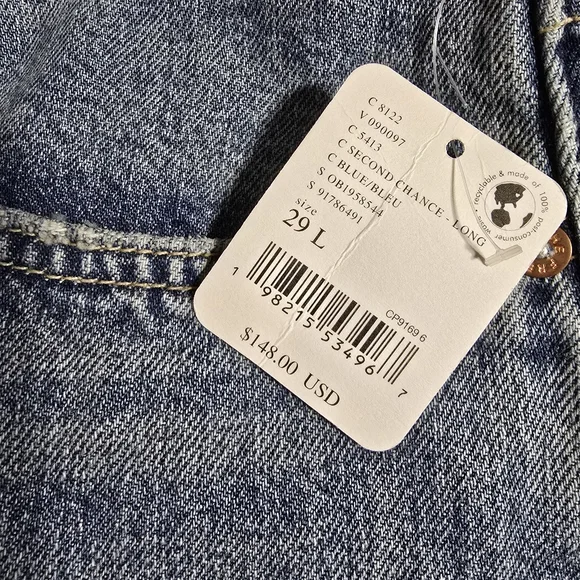 C 8122
V 090097
C 5413
C SECOND CHANCE - LONG
C BLUE/BLEU
S OB1958544
S 91786491
size
29 L
CP9169 6
1 98215 53496 7
$148.00 USD
recyclable & made of 100% post-consumer waste